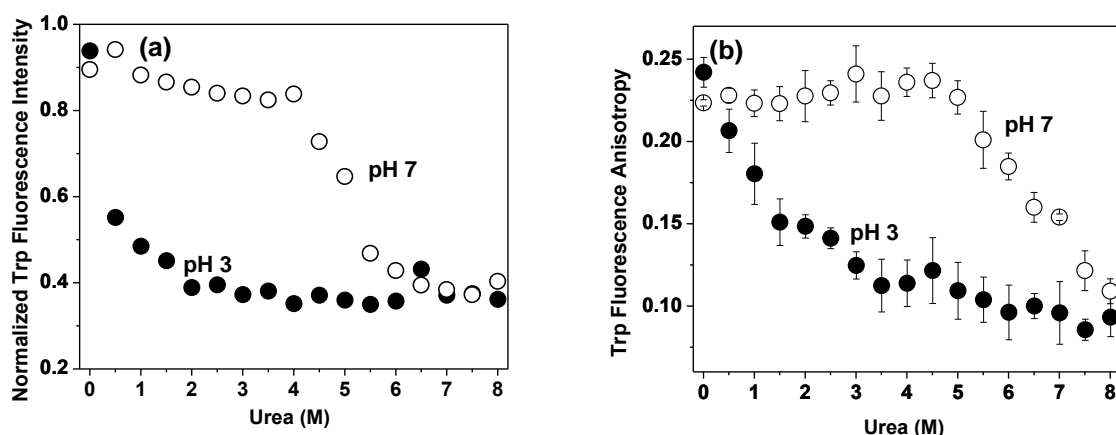 Normalized Trp Fluorescence Intensity
1.0
0.8
0.6
0.4
0.2
(a)
pH 7
pH 3
0 1 2 3 4 5 6 7 8
Urea (M)
Trp Fluorescence Anisotropy
0.25
0.20
0.15
0.10
(b)
pH 7
pH 3
0 1 2 3 4 5 6 7 8
Urea (M)